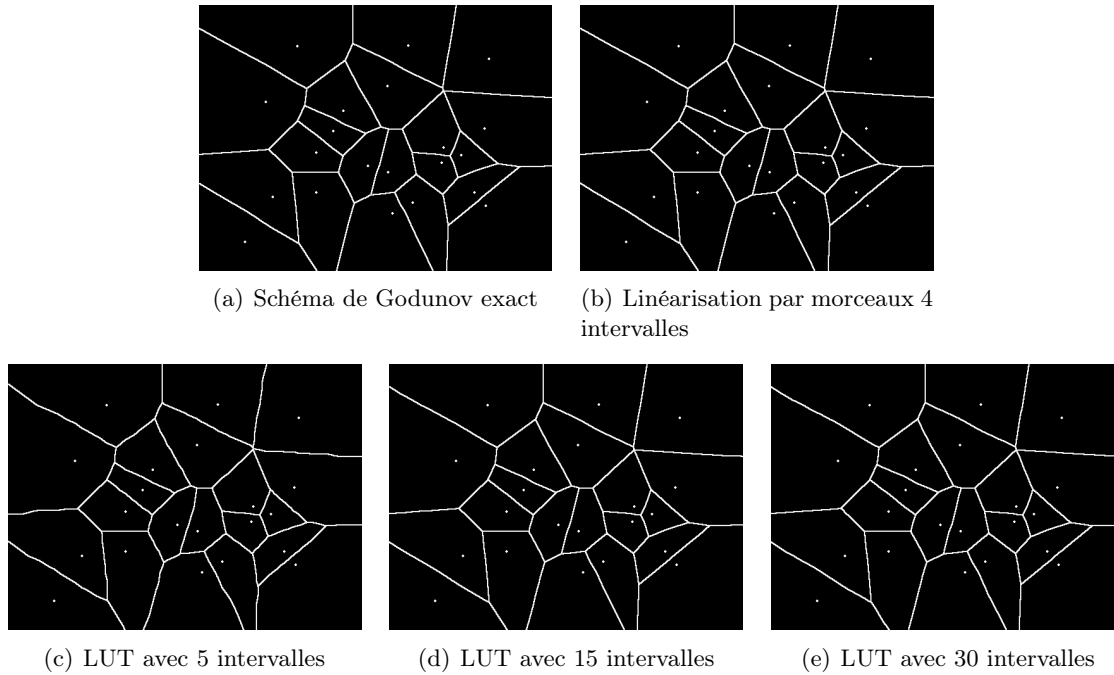 (a) Schéma de Godunov exact
(b) Linéarisation par morceaux 4
intervalles
(c) LUT avec 5 intervalles
(d) LUT avec 15 intervalles
(e) LUT avec 30 intervalles